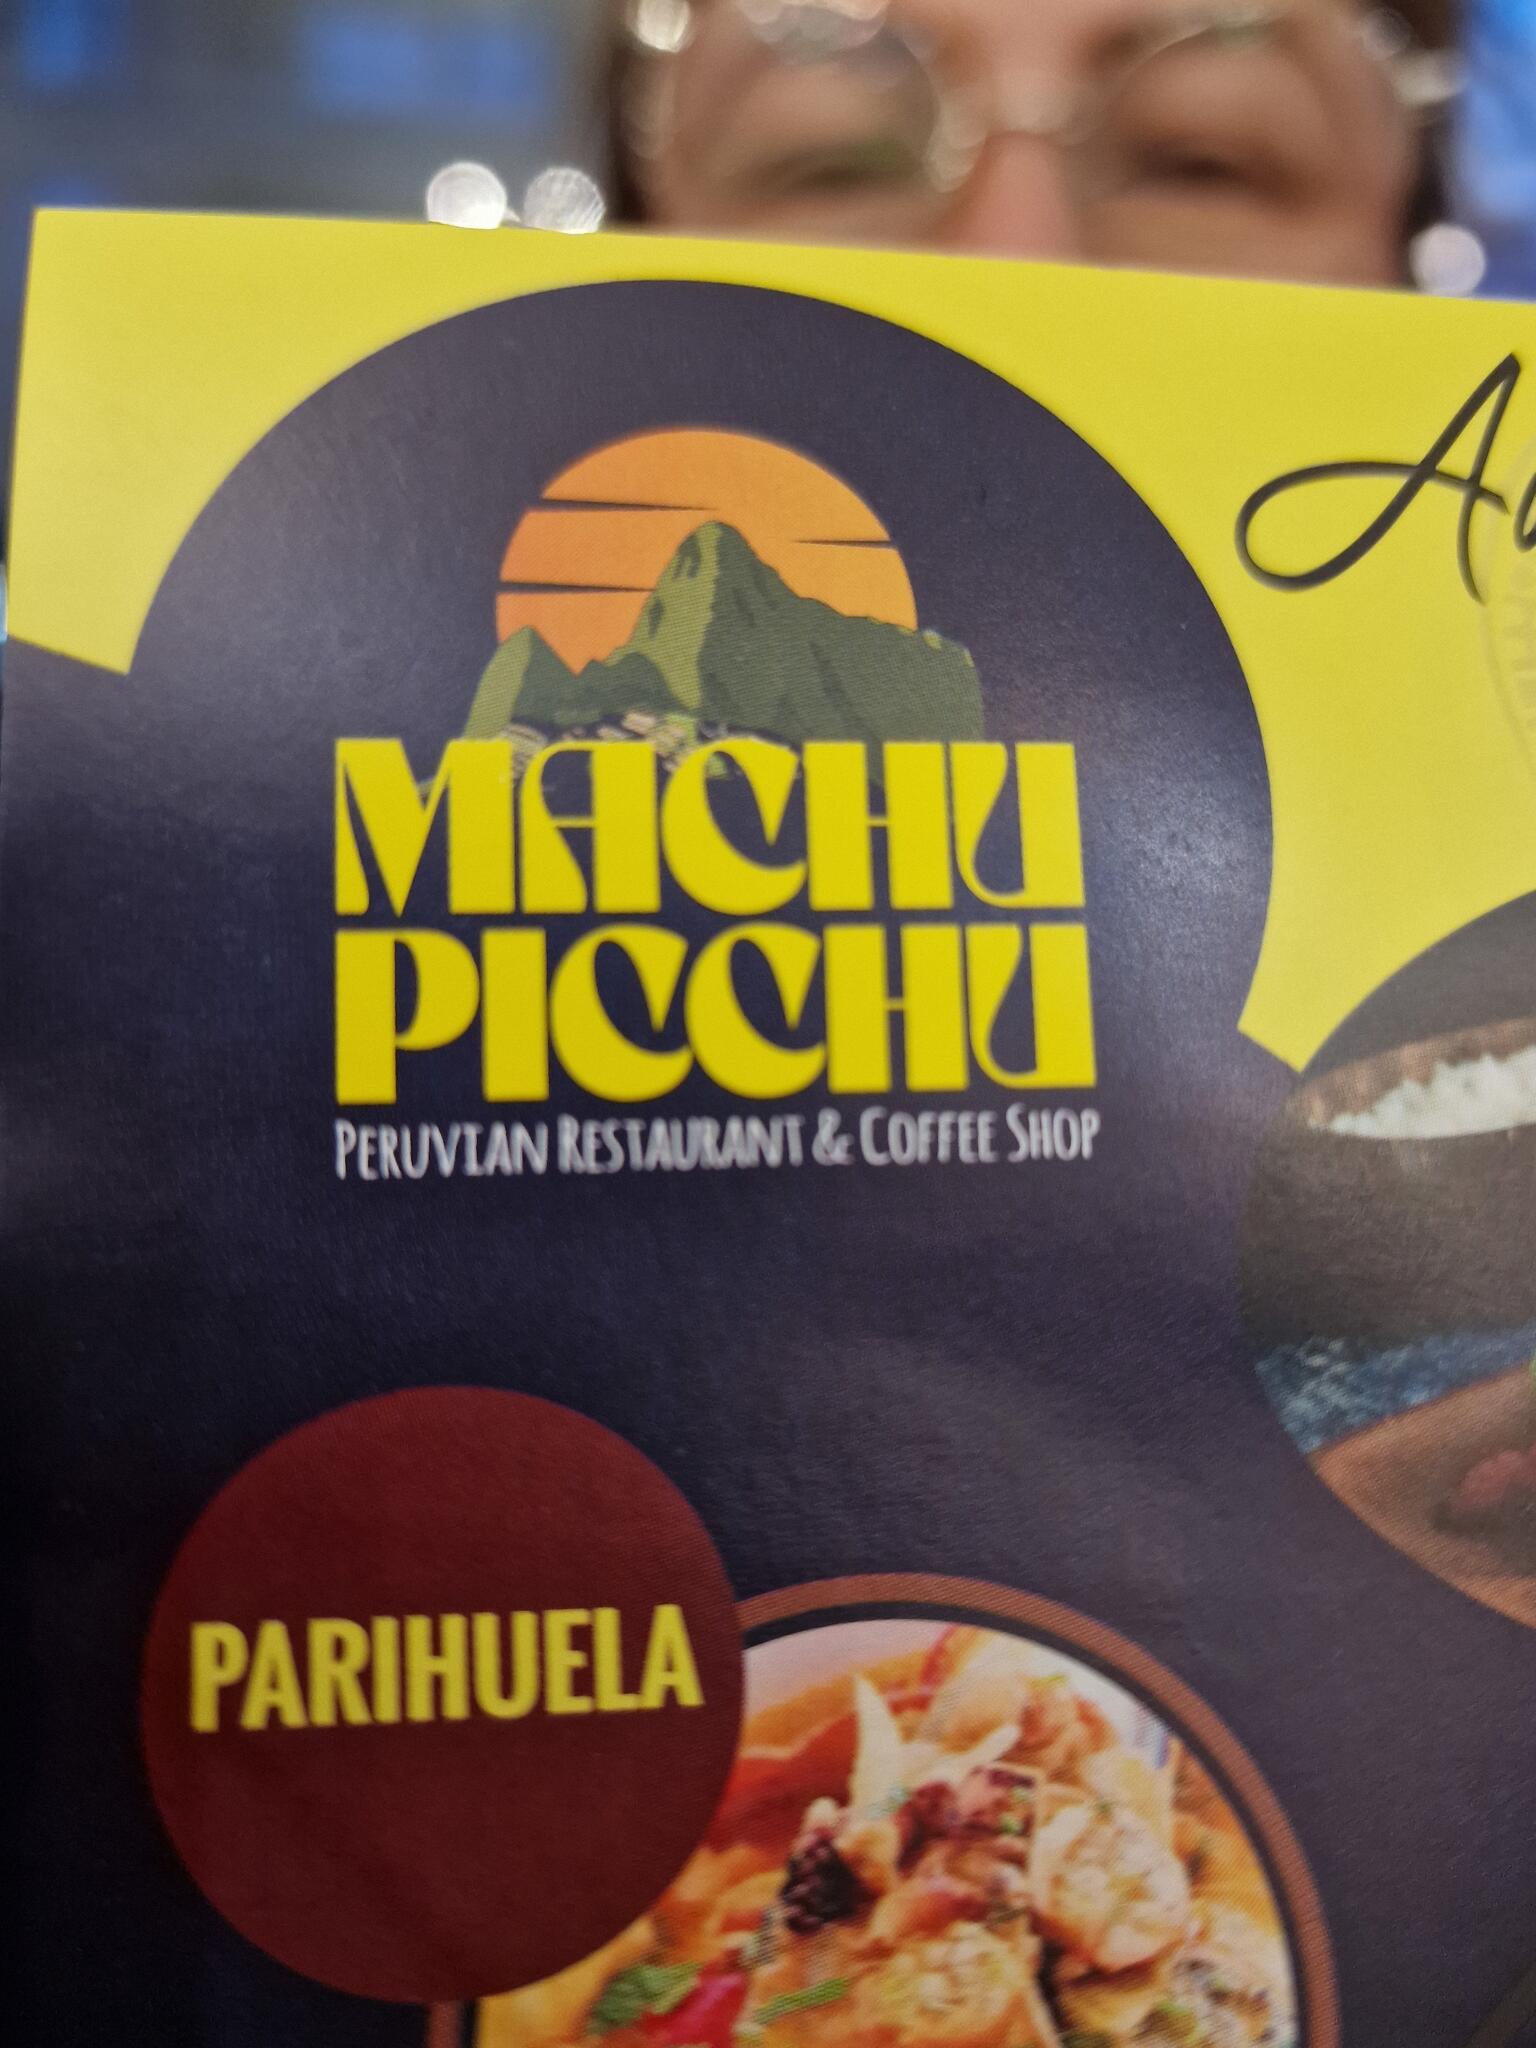 MACHU
PICCHU
PERUVIAN RESTAURANT & COFFEE SHOP
PARIHUELA